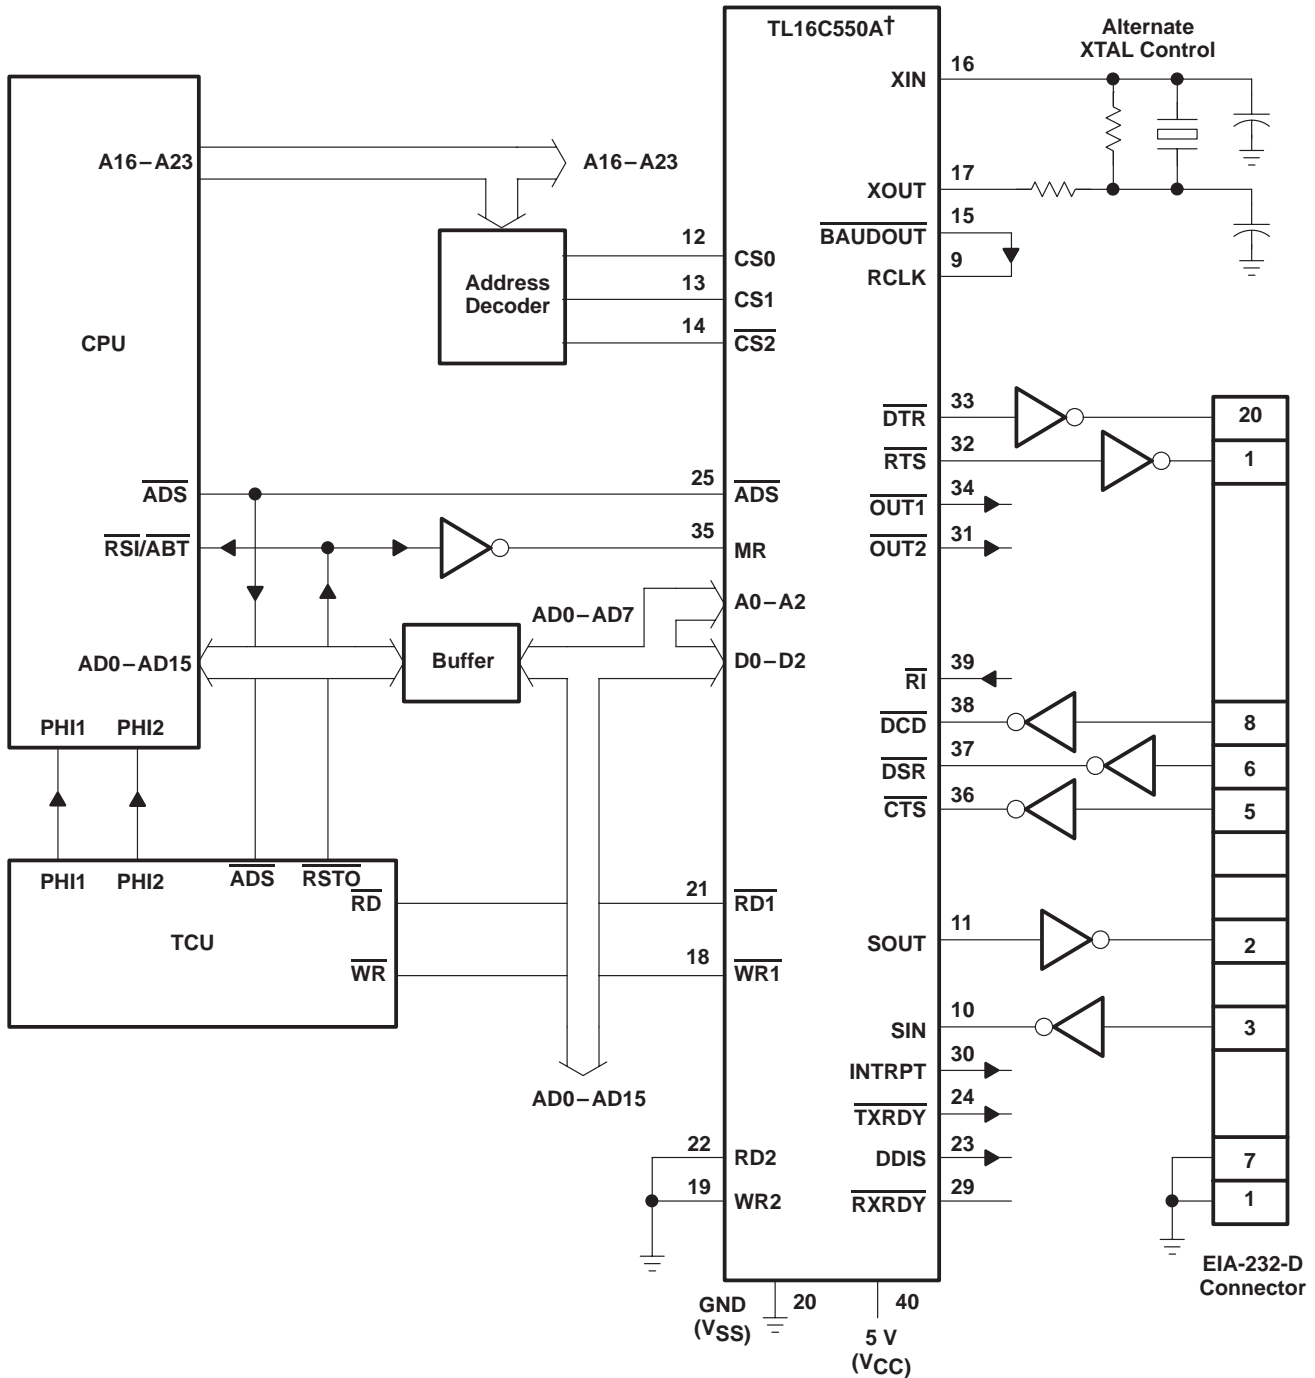 TL16C550A†
Alternate
XTAL Control
CPU
A16–A23
A16–A23
Address
Decoder
12
CS0
13
CS1
14
CS2
XIN
16
XOUT
17
BAUDOUT
15
RCLK
9
DTR
33
20
RTS
32
1
ADS
25
ADS
OUT1
34
RSI/ABT
35
MR
OUT2
31
AD0–AD7
A0–A2
AD0–AD15
Buffer
D0–D2
RI
39
DCD
38
8
DSR
37
6
CTS
36
5
PHI1
PHI2
PHI1
PHI2
ADS
RSTO
RD
21
RD1
TCU
WR
18
WR1
SOUT
11
2
SIN
10
3
INTRPT
30
TXRDY
24
AD0–AD15
22
RD2
DDIS
23
7
19
WR2
RXRDY
29
1
EIA-232-D
Connector
GND
(VSS)
20
40
5 V
(VCC)